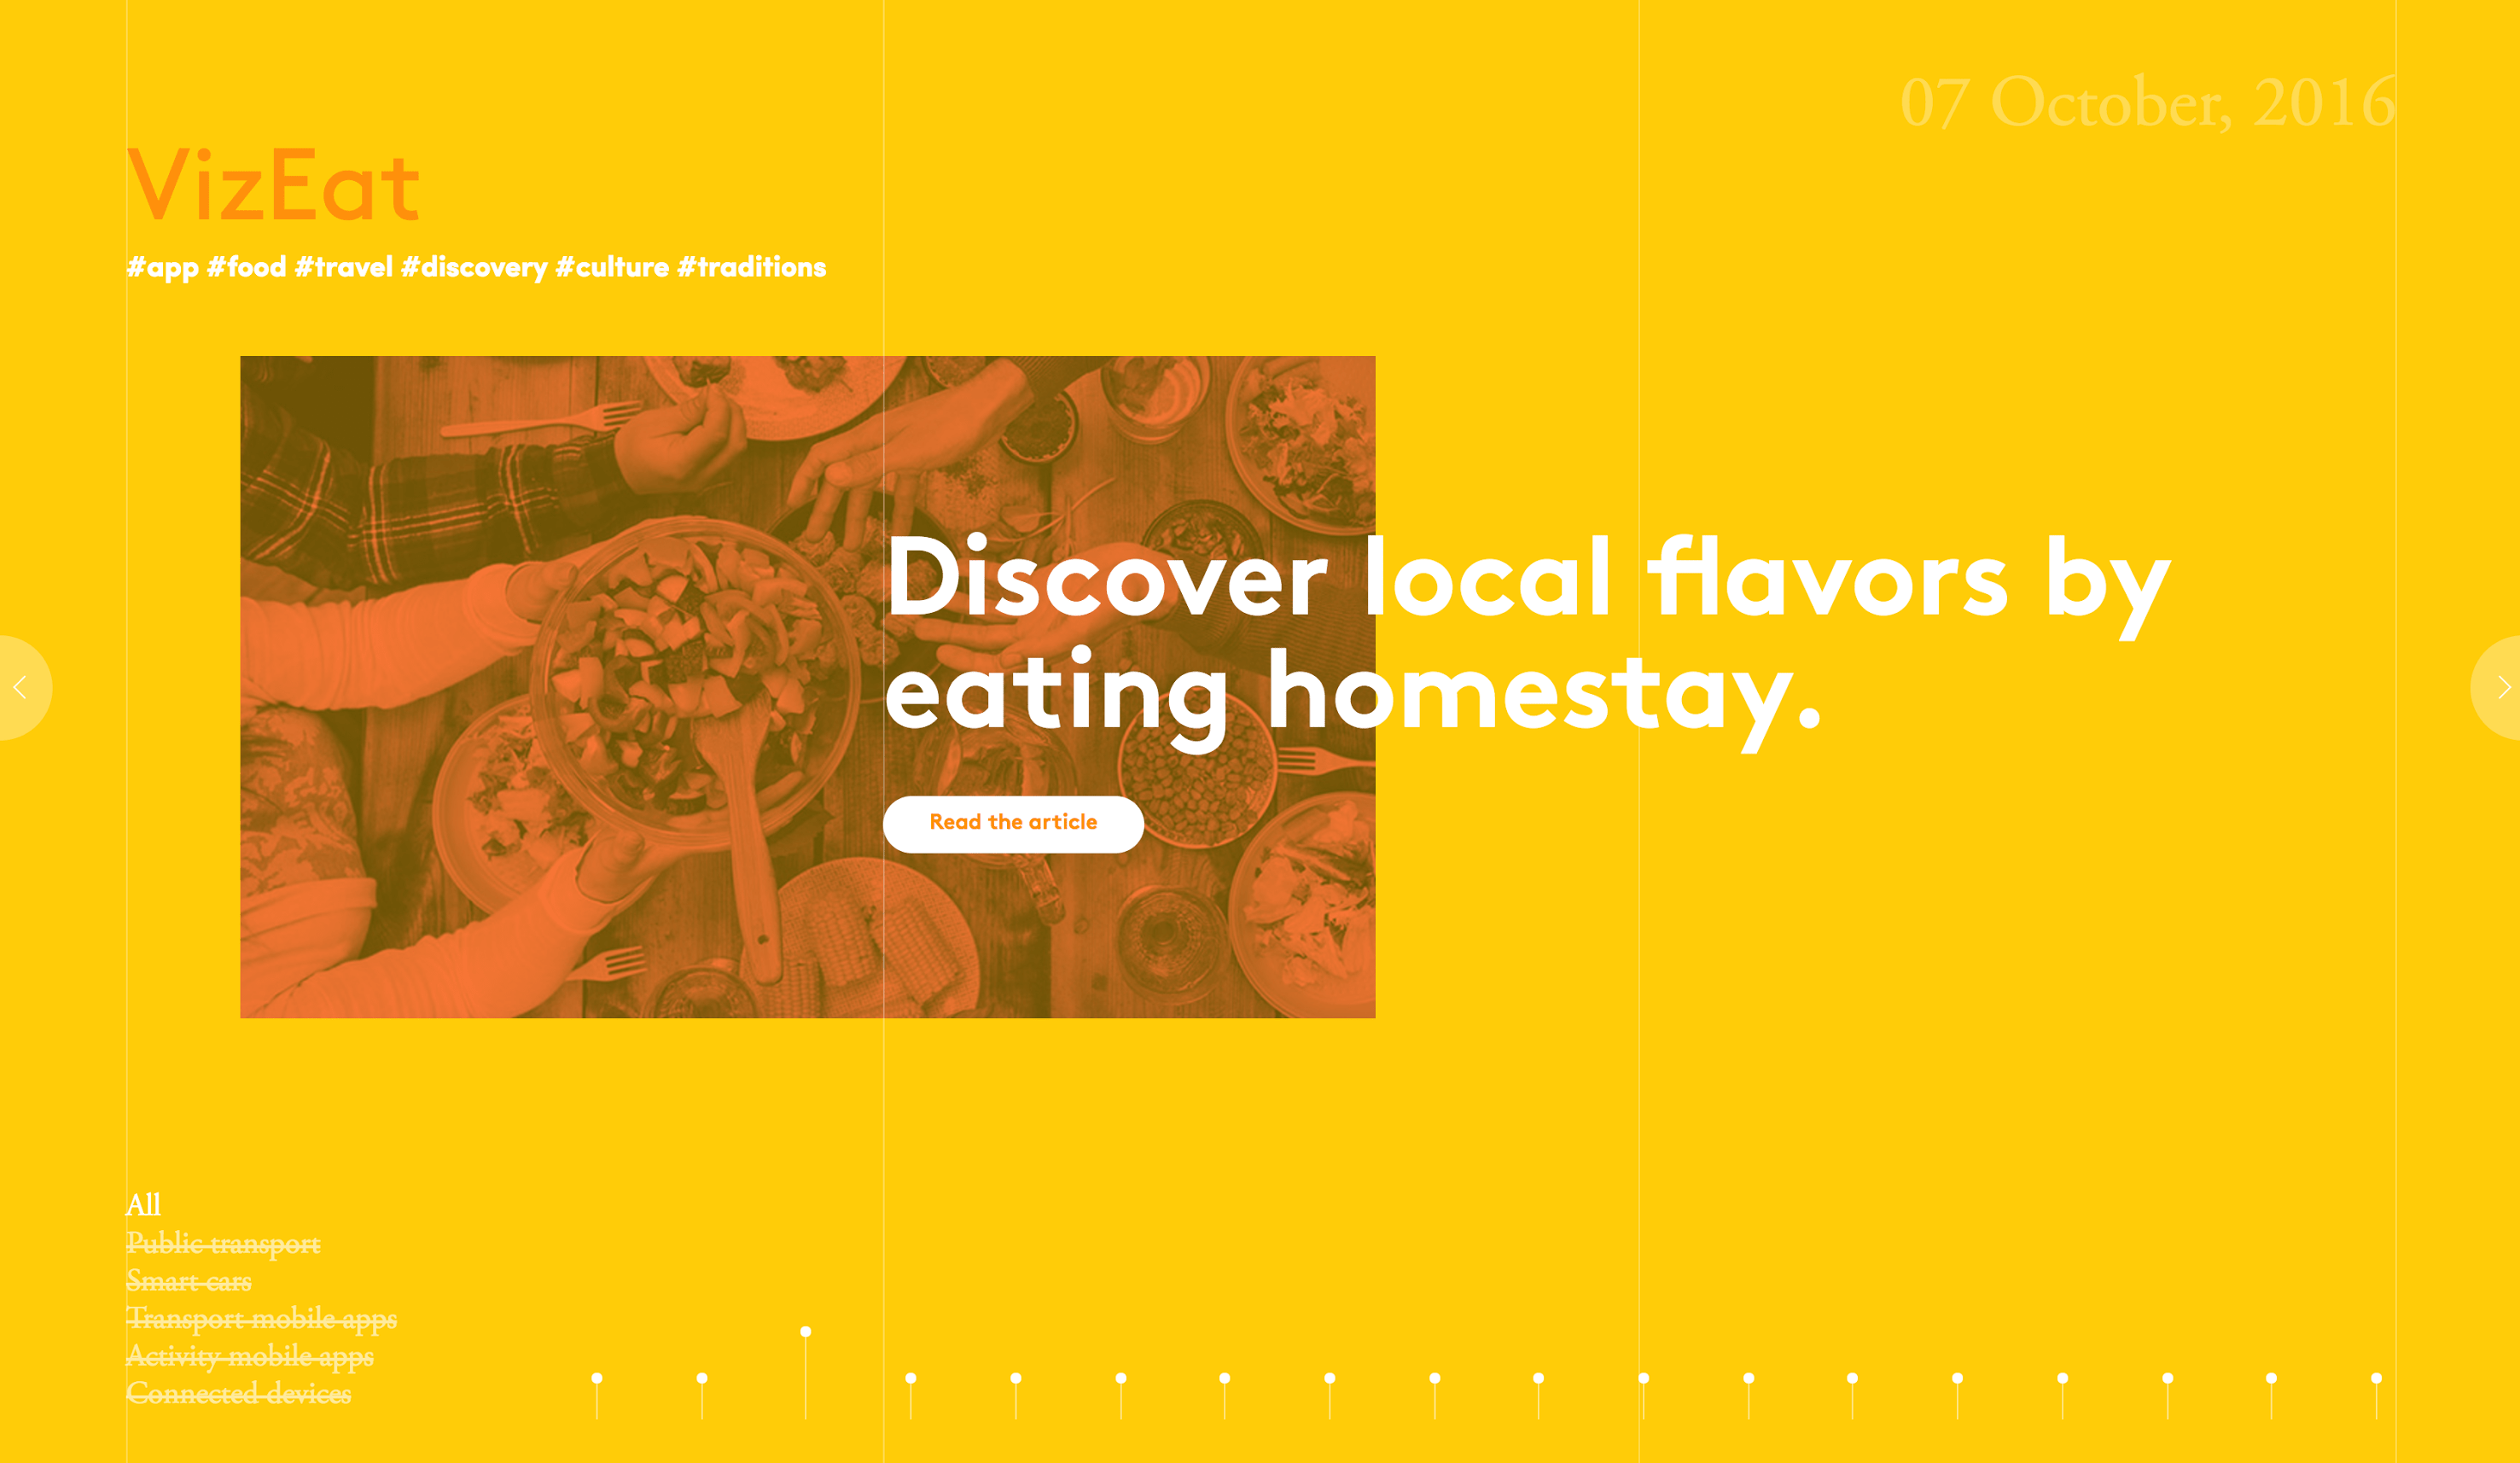 07 October, 2016
VizEat
#app #food #travel #discovery #culture #traditions
Discover local flavors by
eating homestay.
Read the article
All
Public transport
Smart cars
Transport mobile apps
Activity mobile apps
Connected devices